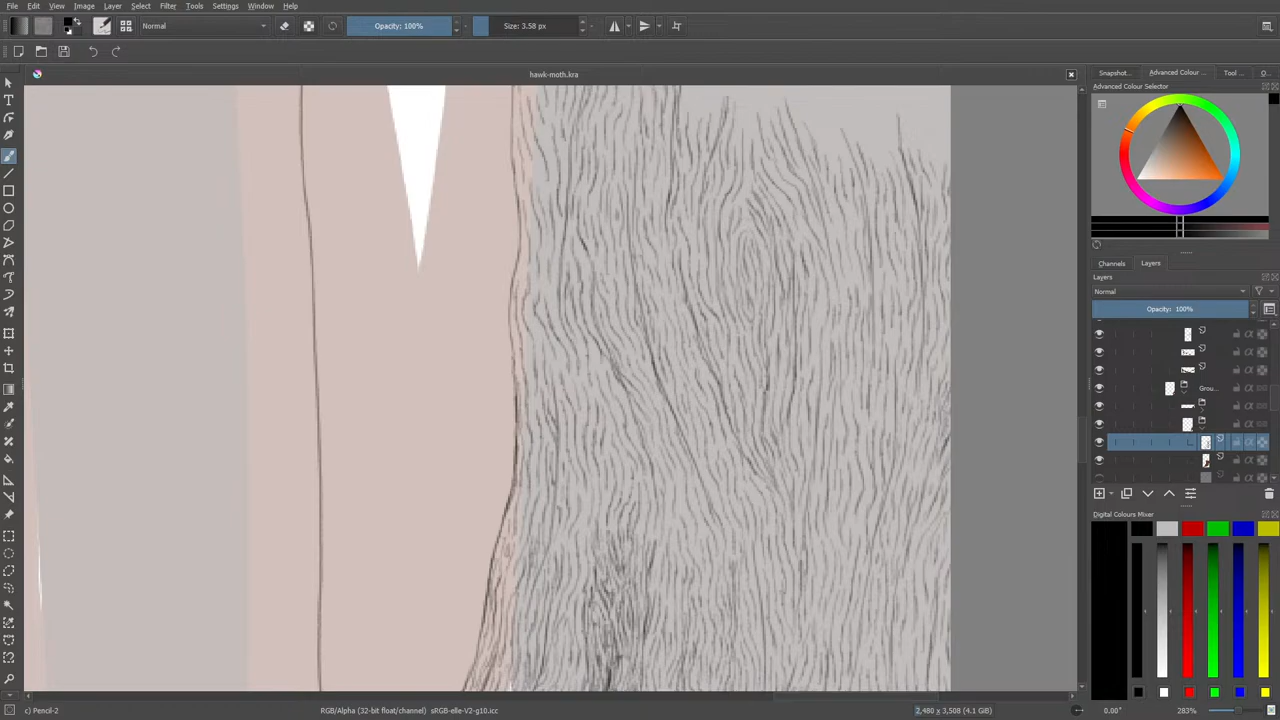 File Edit View Image Layer Select Filter Tools Settings Window Help
Normal Opacity: 100% Size: 3.58 px
hawk-moth.kra
Snapshot... Advanced Colour ... Tool ... O...
Advanced Colour Selector
Channels Layers
Layers
Normal
Opacity: 100%
Grou...
Digital Colours Mixer
c) Pencil-2 RGB/Alpha (32-bit float/channel) sRGB-elle-V2-g10.icc 2,480 x 3,508 (4.1 GiB) 0.00° 283%